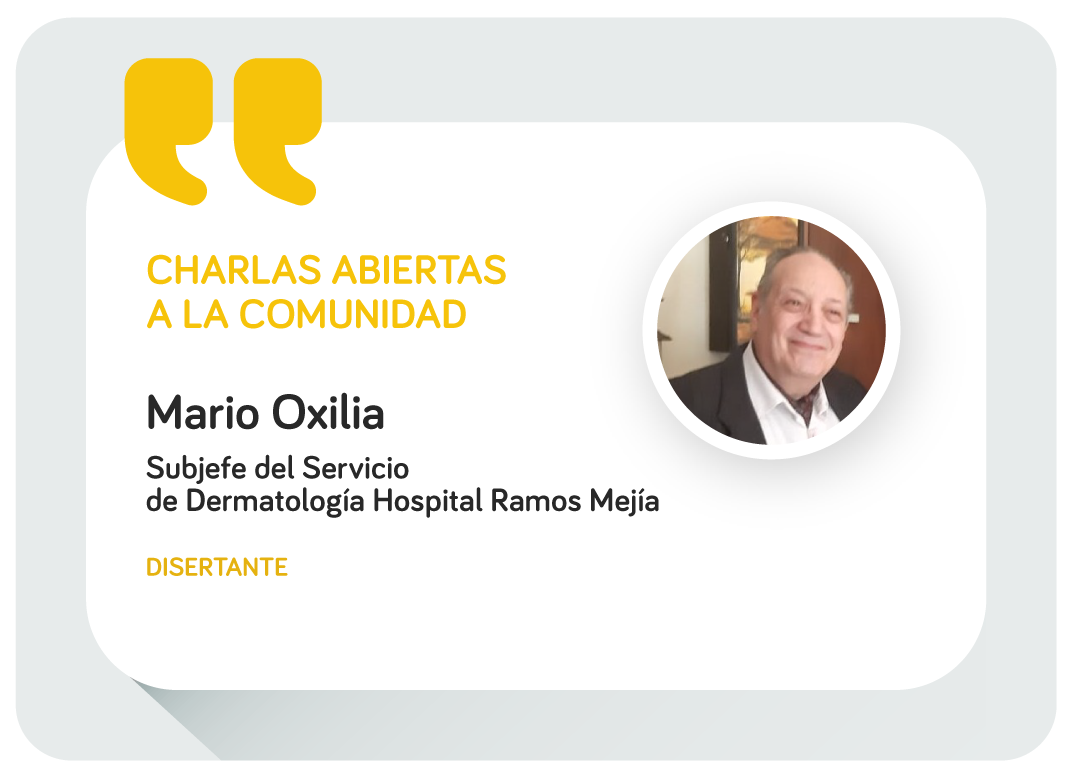 CHARLAS ABIERTAS
A LA COMUNIDAD
Mario Oxilia
Subjefe del Servicio
de Dermatología Hospital Ramos Mejía
DISERTANTE